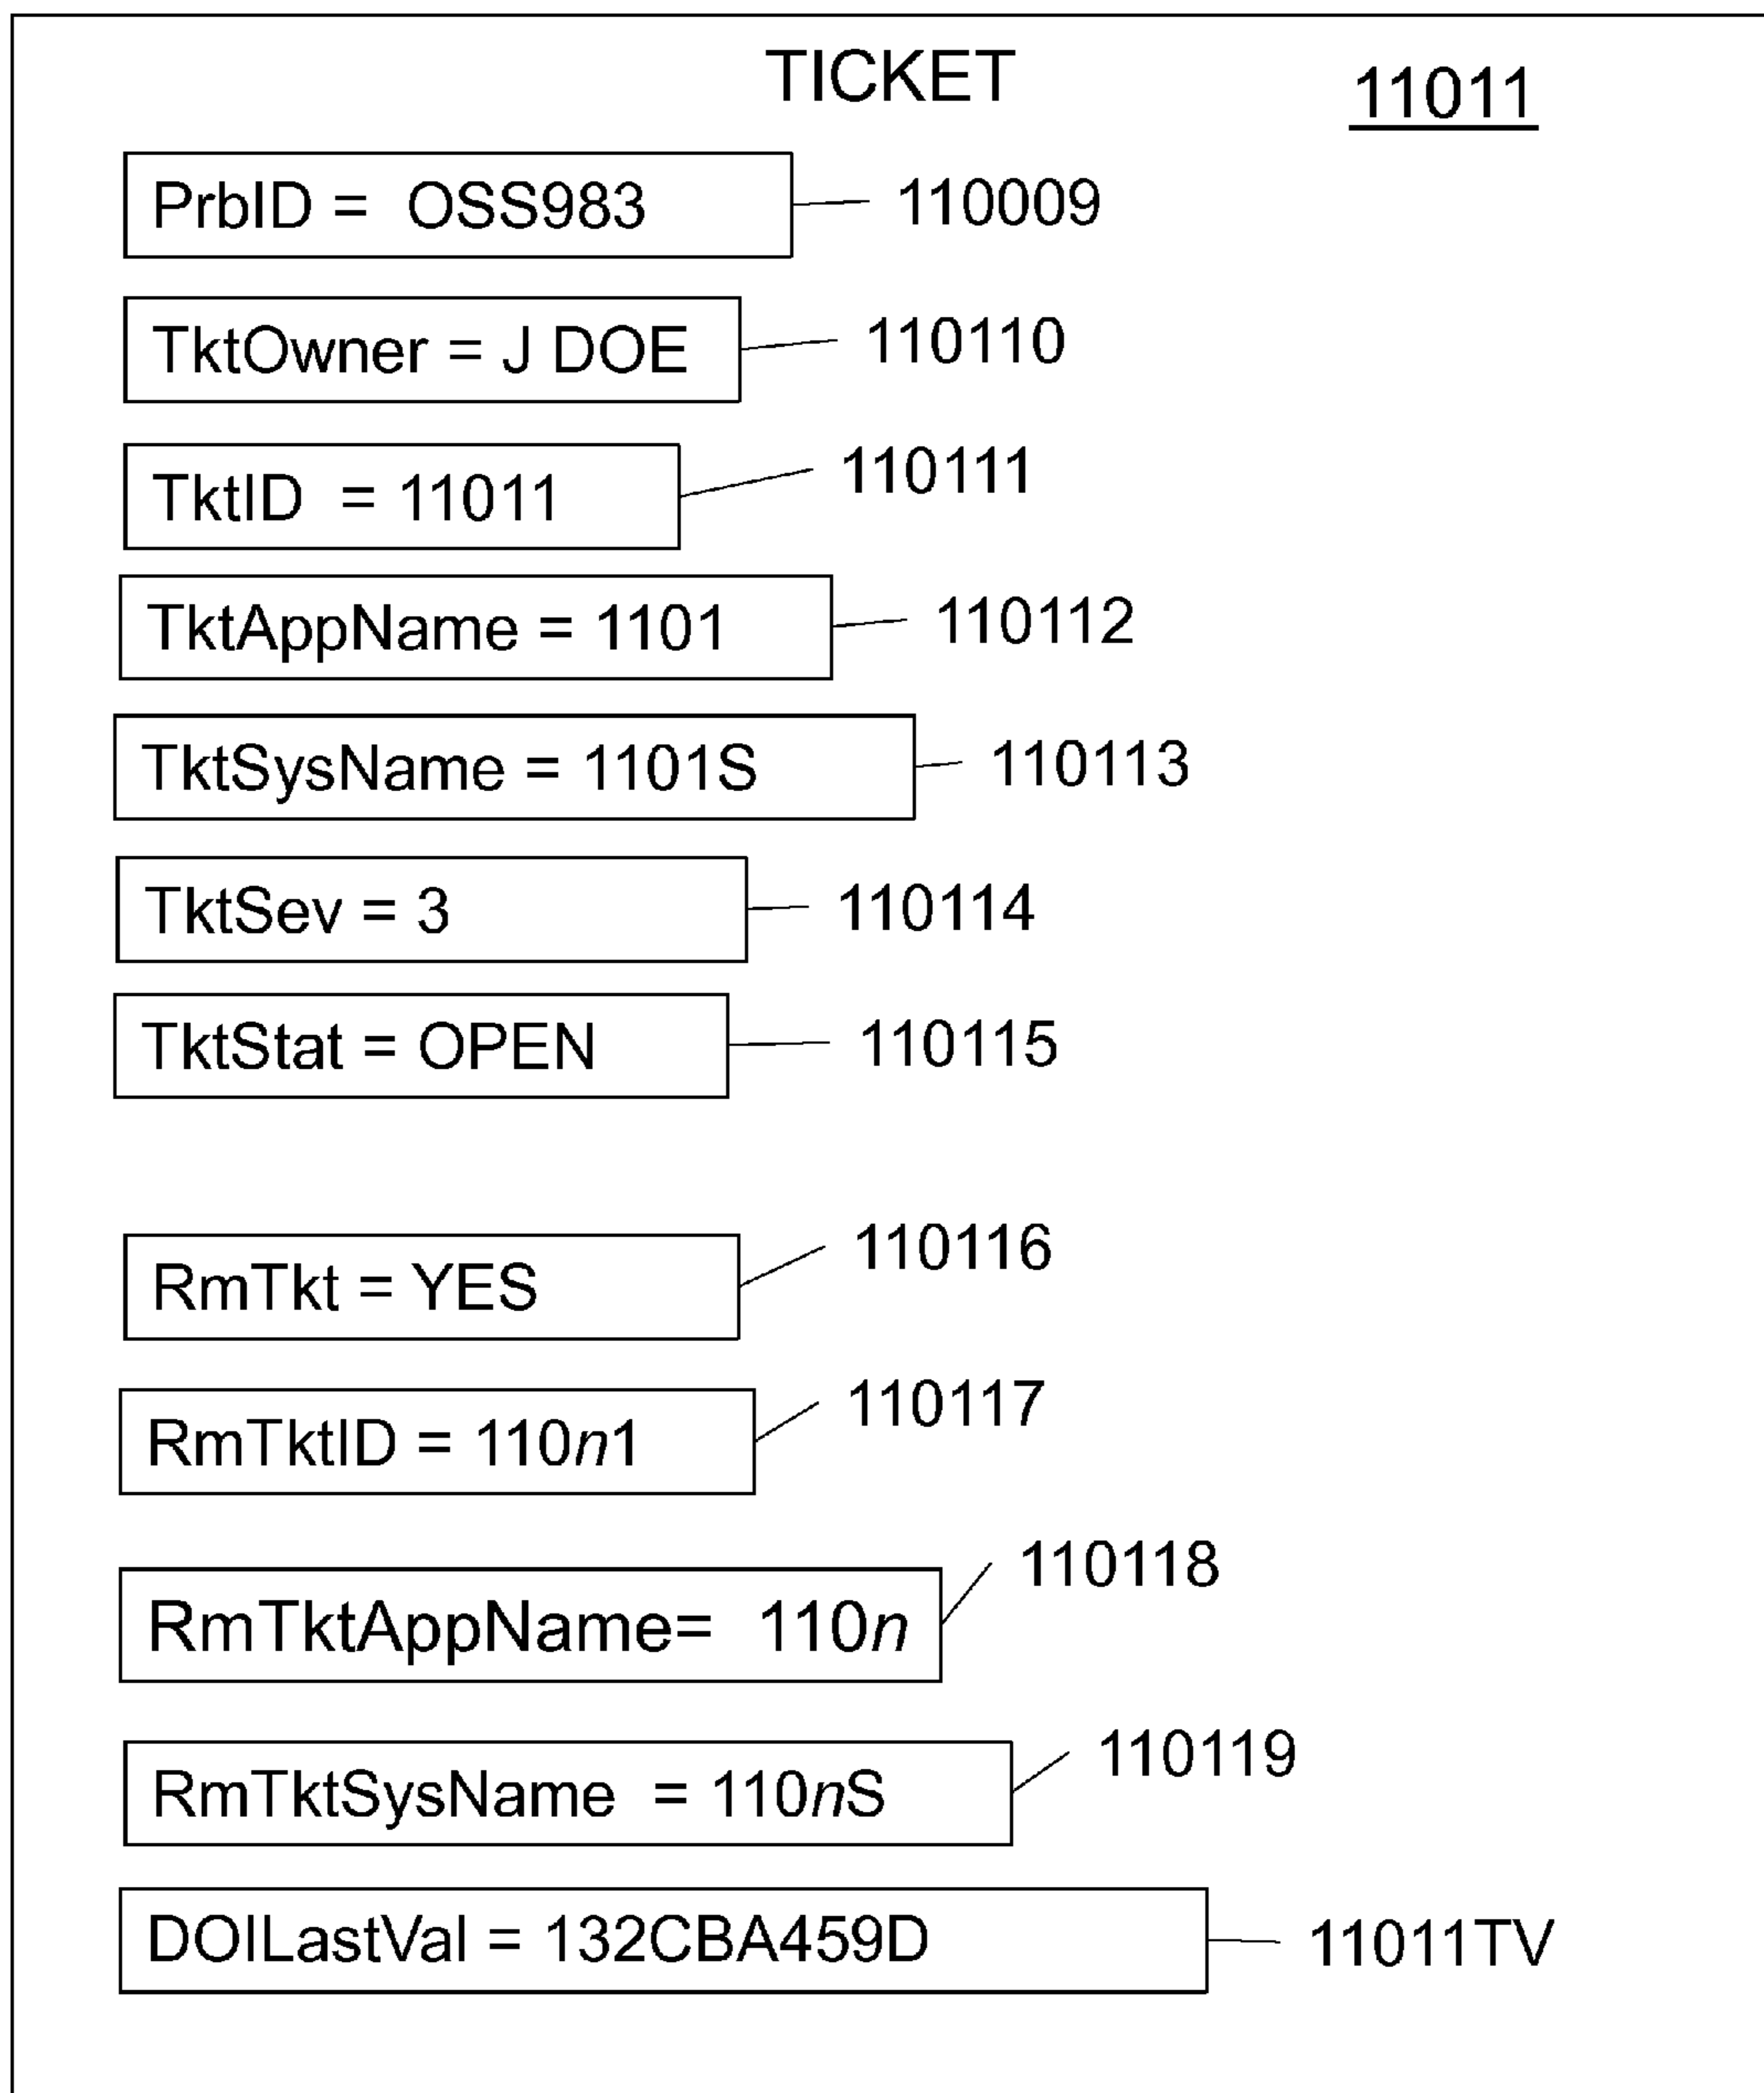 TICKET 11011
PrbID = OSS983 110009
TktOwner = J DOE 110110
TktID = 11011 110111
TktAppName = 1101 110112
TktSysName = 1101S 110113
TktSev = 3 110114
TktStat = OPEN 110115
RmTkt = YES 110116
RmTktID = 110n1 110117
RmTktAppName= 110n 110118
RmTktSysName = 110nS 110119
DOILastVal = 132CBA459D 11011TV